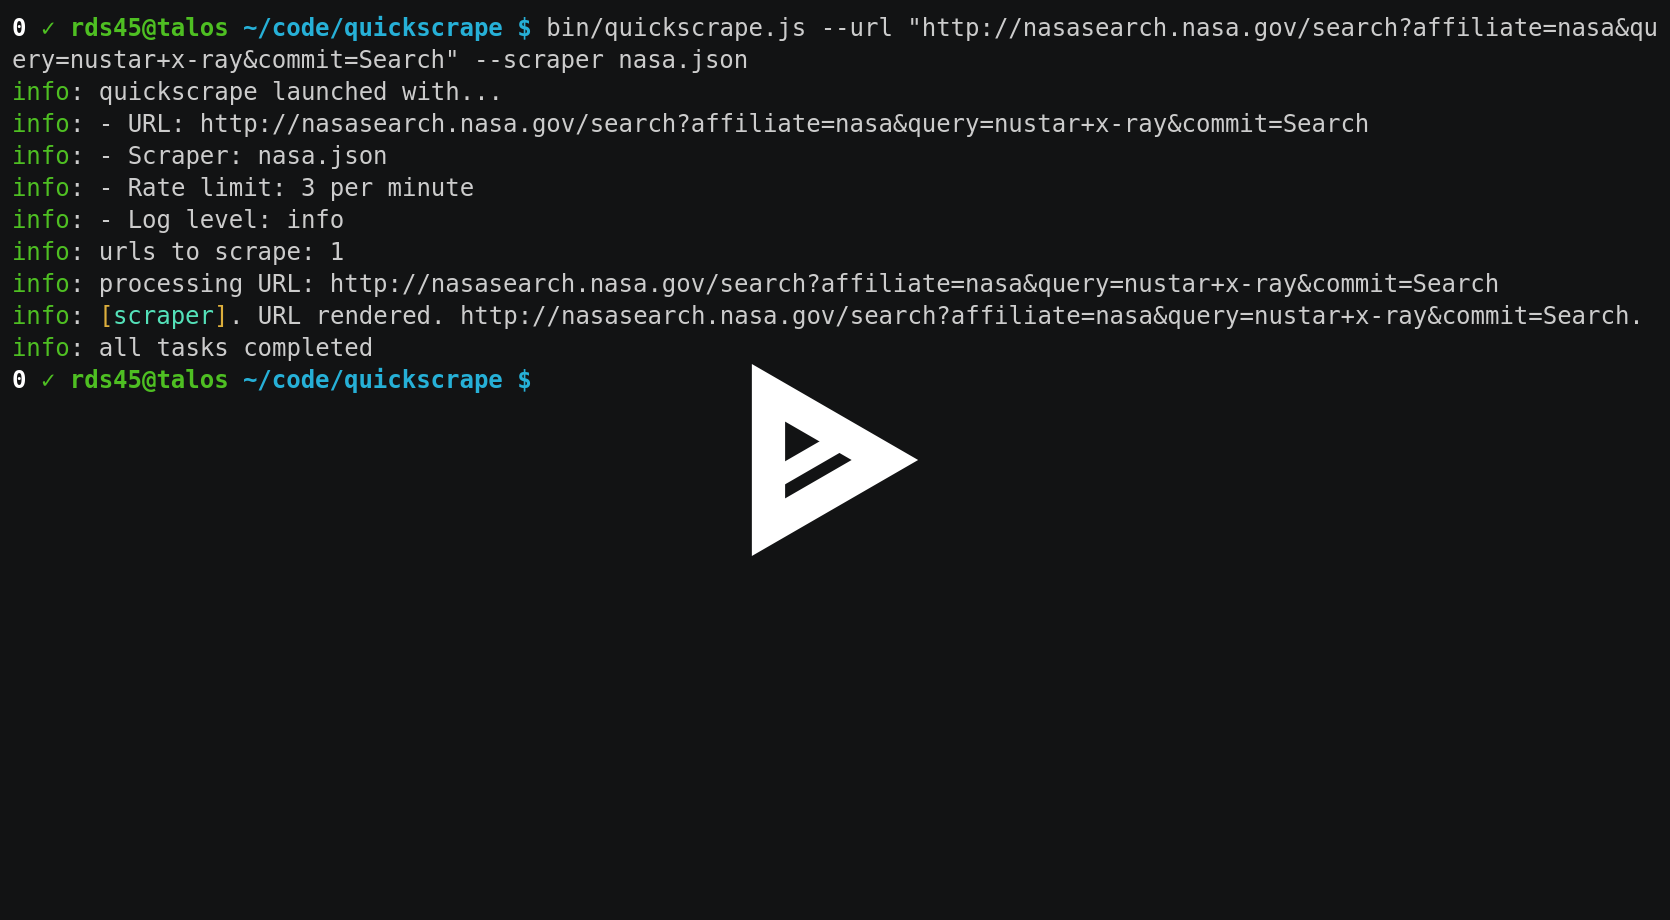 0 ✓ rds45@talos ~/code/quickscrape $ bin/quickscrape.js --url "http://nasasearch.nasa.gov/search?affiliate=nasa&qu
ery=nustar+x-ray&commit=Search" --scraper nasa.json
info: quickscrape launched with...
info: - URL: http://nasasearch.nasa.gov/search?affiliate=nasa&query=nustar+x-ray&commit=Search
info: - Scraper: nasa.json
info: - Rate limit: 3 per minute
info: - Log level: info
info: urls to scrape: 1
info: processing URL: http://nasasearch.nasa.gov/search?affiliate=nasa&query=nustar+x-ray&commit=Search
info: [scraper]. URL rendered. http://nasasearch.nasa.gov/search?affiliate=nasa&query=nustar+x-ray&commit=Search.
info: all tasks completed
0 ✓ rds45@talos ~/code/quickscrape $